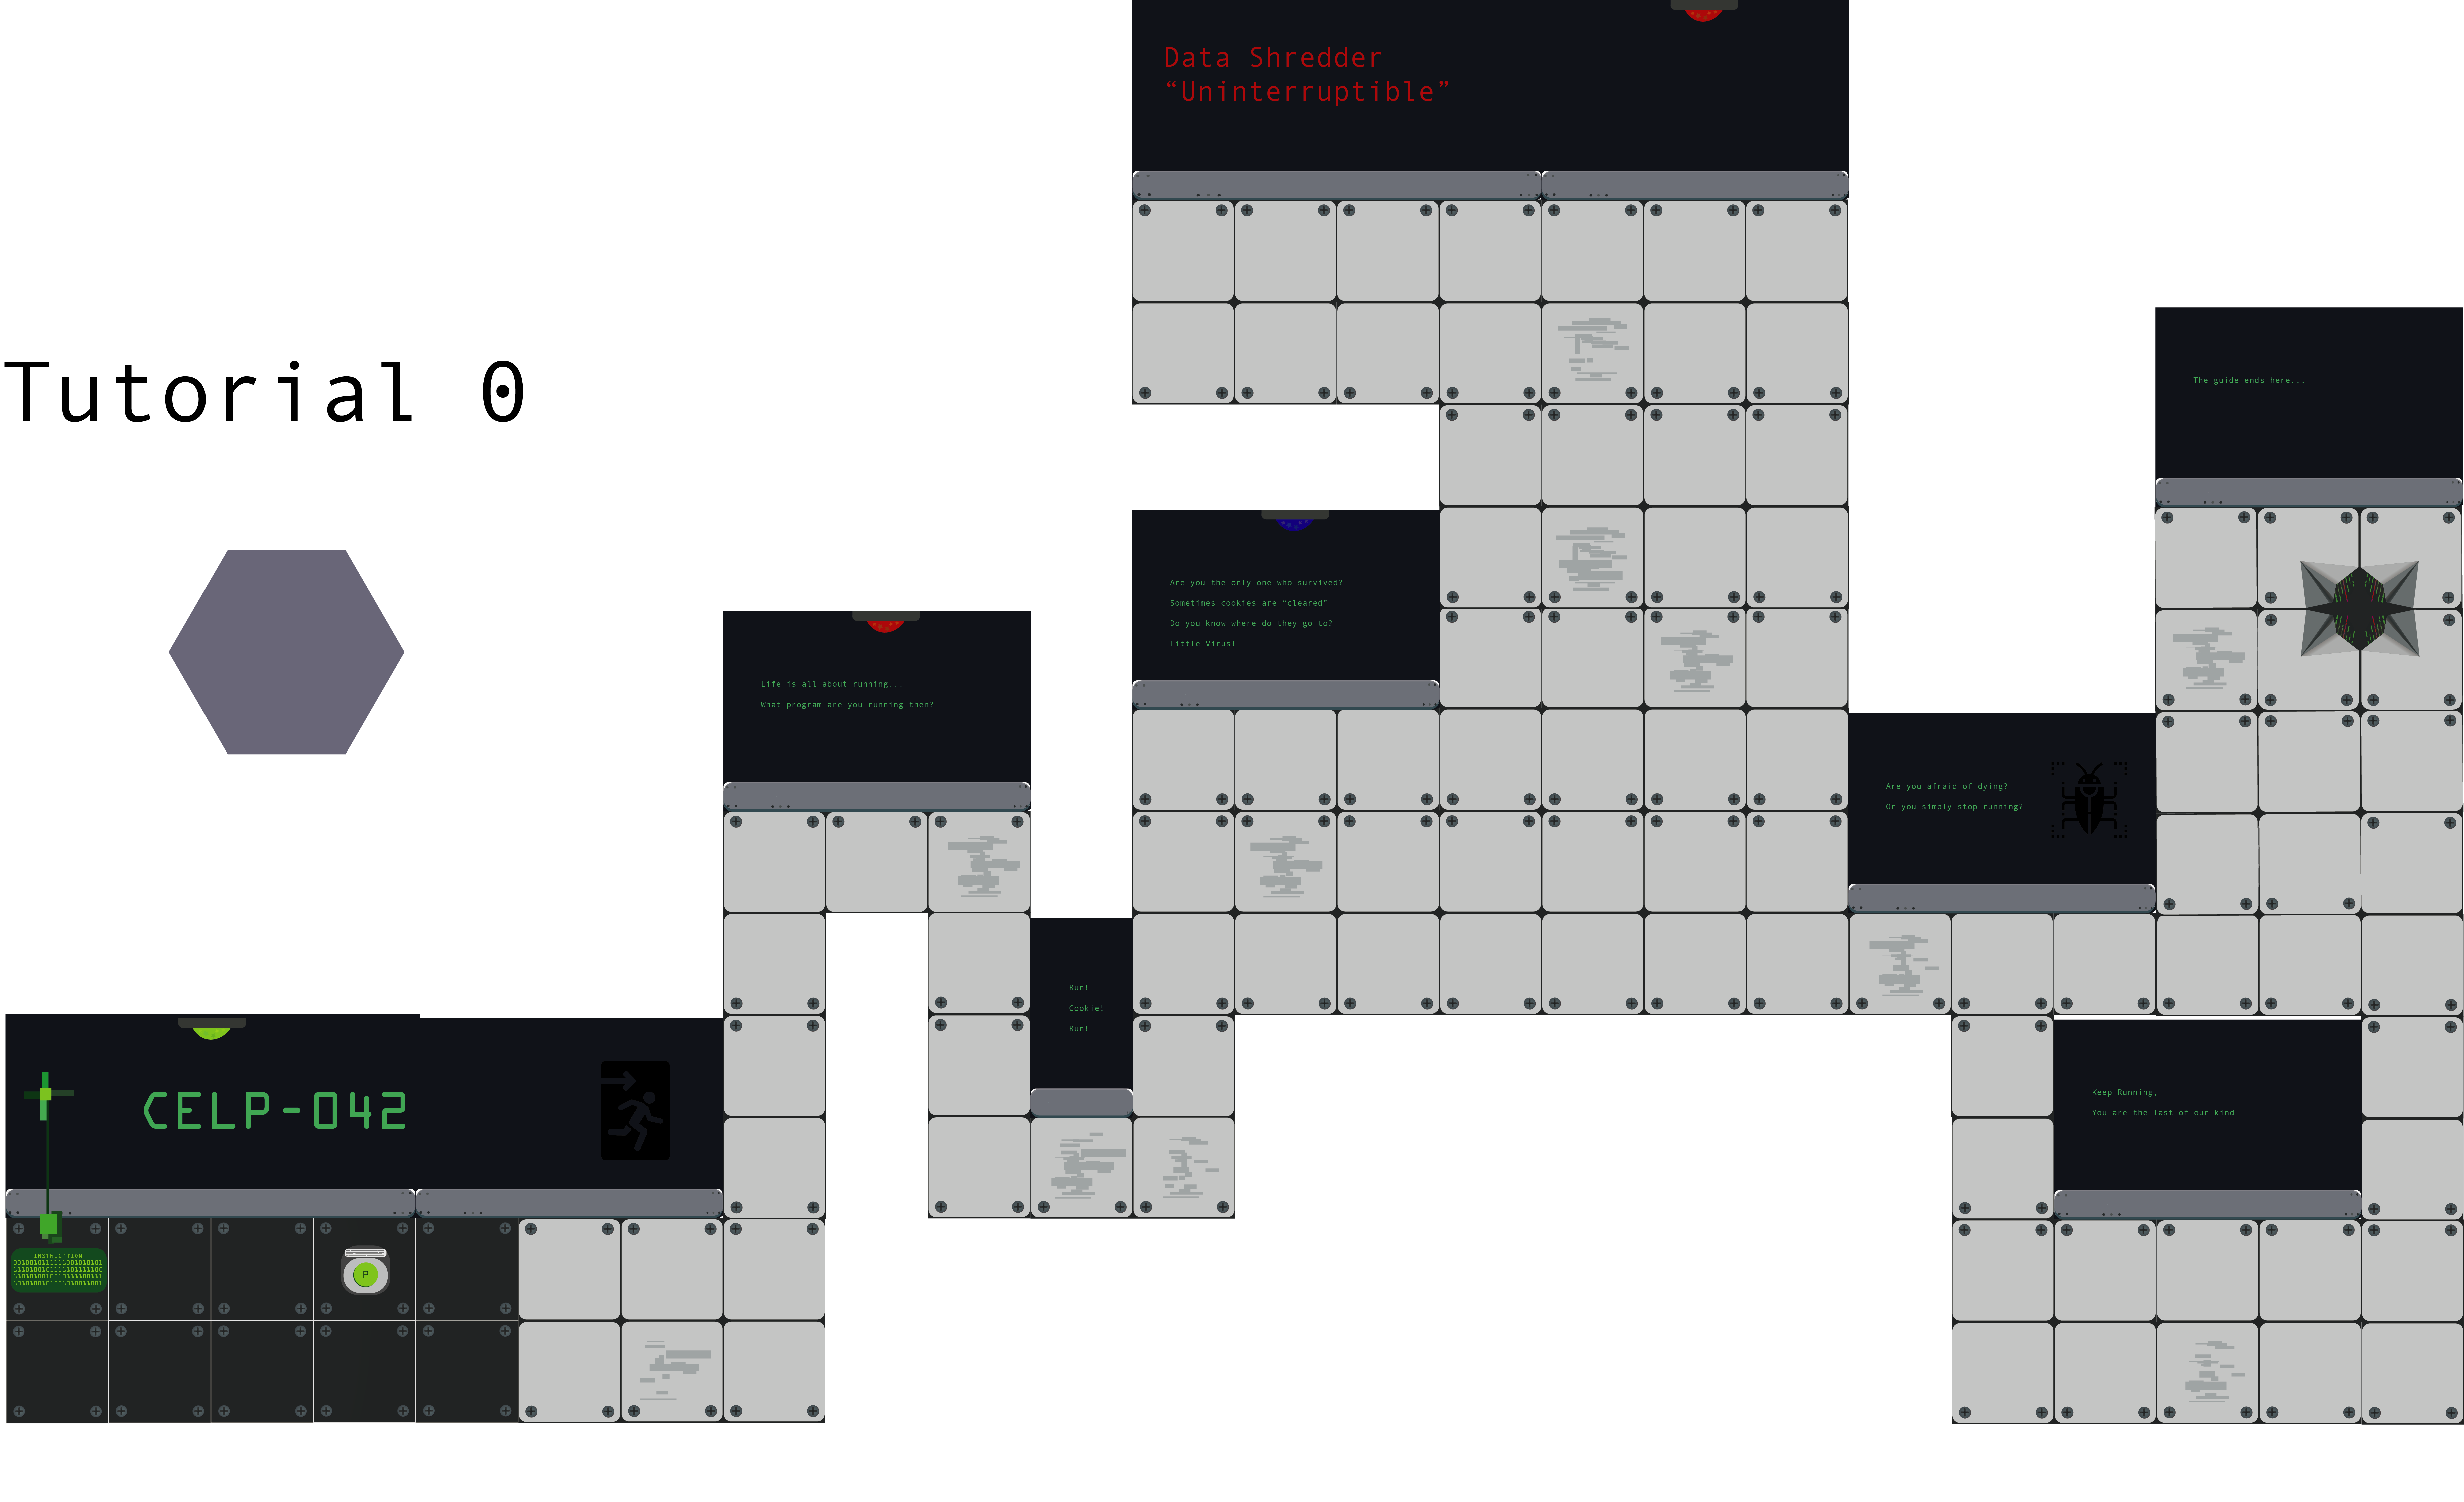 Data Shredder
“Uninterruptible”
Tutorial 0
The guide ends here...
Are you the only one who survived?
Sometimes cookies are “cleared”
Do you know where do they go to?
Little Virus!
Life is all about running...
What program are you running then?
Are you afraid of dying?
Or you simply stop running?
Run!
Cookie!
Run!
CELP-042
Keep Running,
You are the last of our kind
INSTRUCTION
P